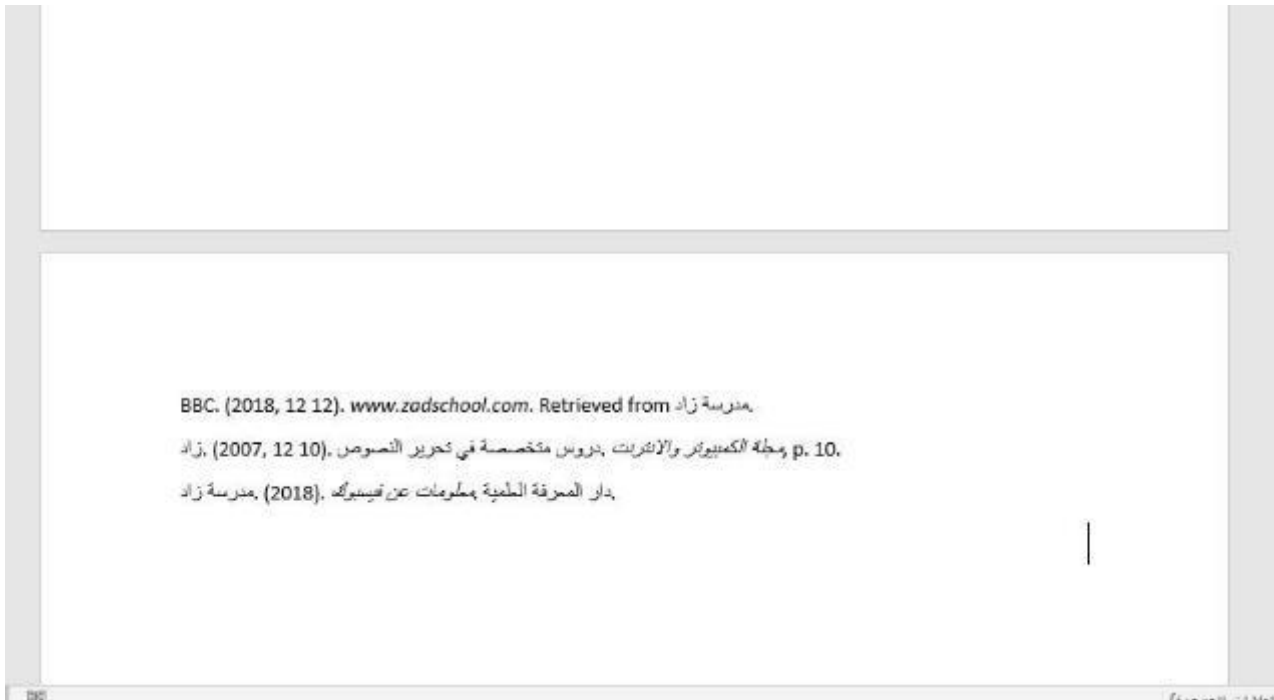 BBC. (2018, 12 12). www.zadschool.com. Retrieved from مدرسة زاد.
زاد. (2007, 12 10). دروس متخصصة في تحرير النصوص. مجلة الكمبيوتر والانترنت, p. 10.
مدرسة زاد. (2018). معلومات عن فيسبوك. دار المعرفة العلمية.